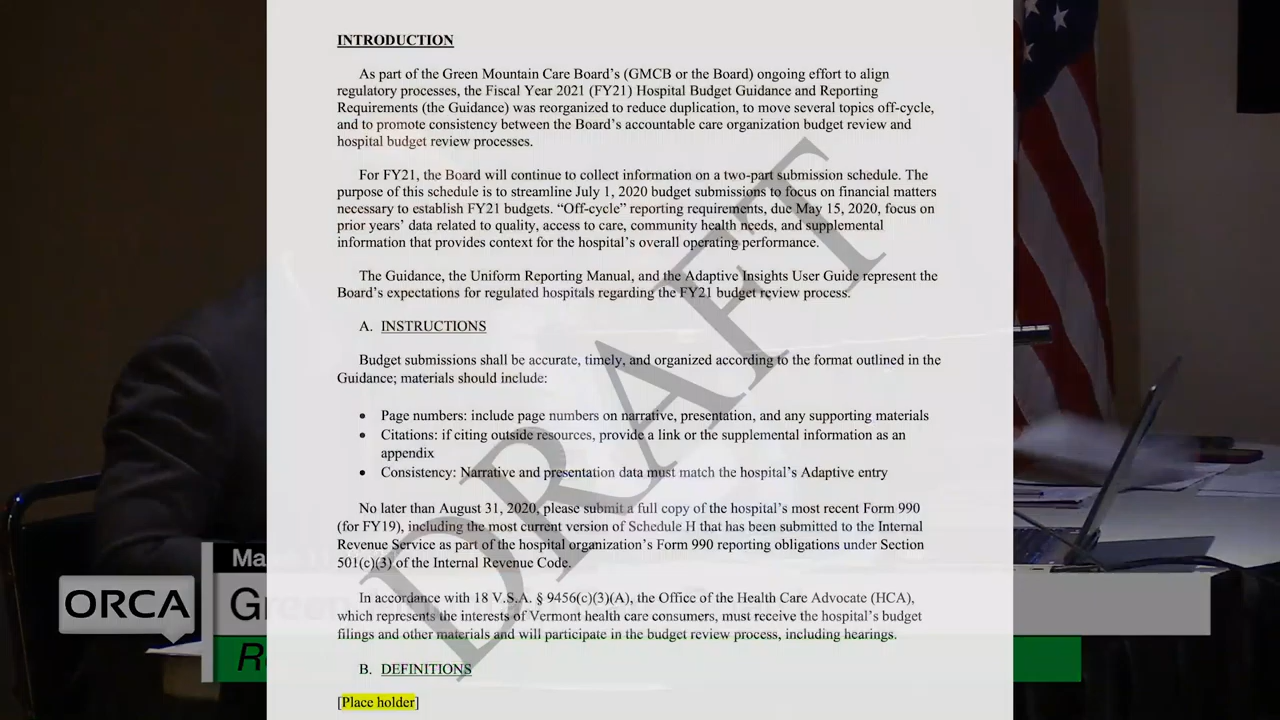 INTRODUCTION
As part of the Green Mountain Care Board's (GMCB or the Board) ongoing effort to align
regulatory processes, the Fiscal Year 2021 (FY21) Hospital Budget Guidance and Reporting
Requirements (the Guidance) was reorganized to reduce duplication, to move several topics off-cycle,
and to promote consistency between the Board's accountable care organization budget review and
hospital budget review processes.
For FY21, the Board will continue to collect information on a two-part submission schedule. The
purpose of this schedule is to streamline July 1, 2020 budget submissions to focus on financial matters
necessary to establish FY21 budgets. “Off-cycle” reporting requirements, due May 15, 2020, focus on
prior years' data related to quality, access to care, community health needs, and supplemental
information that provides context for the hospital's overall operating performance.
The Guidance, the Uniform Reporting Manual, and the Adaptive Insights User Guide represent the
Board's expectations for regulated hospitals regarding the FY21 budget review process.
A. INSTRUCTIONS
Budget submissions shall be accurate, timely, and organized according to the format outlined in the
Guidance; materials should include:
• Page numbers: include page numbers on narrative, presentation, and any supporting materials
• Citations: if citing outside resources, provide a link or the supplemental information as an
appendix
• Consistency: Narrative and presentation data must match the hospital's Adaptive entry
No later than August 31, 2020, please submit a full copy of the hospital's most recent Form 990
(for FY19), including the most current version of Schedule H that has been submitted to the Internal
Revenue Service as part of the hospital organization's Form 990 reporting obligations under Section
501(c)(3) of the Internal Revenue Code.
In accordance with 18 V.S.A. § 9456(c)(3)(A), the Office of the Health Care Advocate (HCA),
which represents the interests of Vermont health care consumers, must receive the hospital's budget
filings and other materials and will participate in the budget review process, including hearings.
B. DEFINITIONS
[Place holder]
DRAFT
ORCA